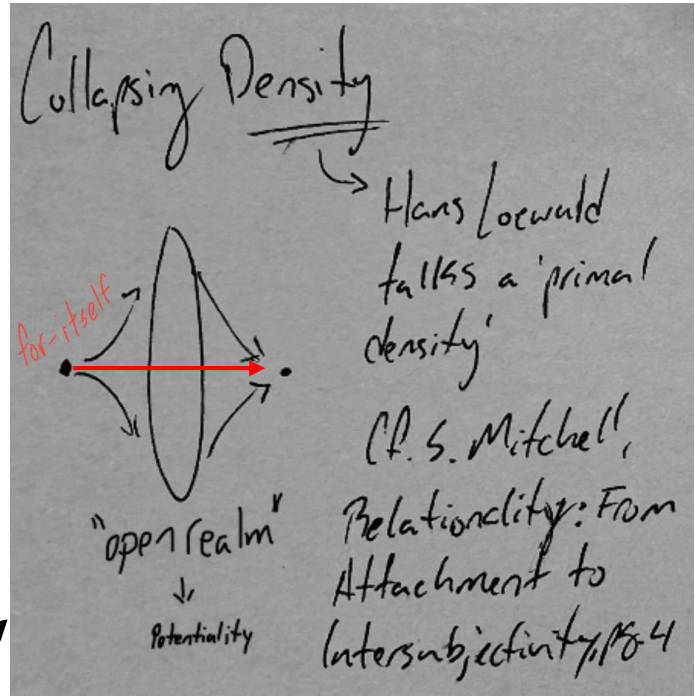 Collapsing Density
Hans Loewald
talks a 'primal
density'
for-itself
Cf. S. Mitchell,
Relationality: From
Attachment to
Intersubjectivity, pg. 4
"open realm"
Potentiality